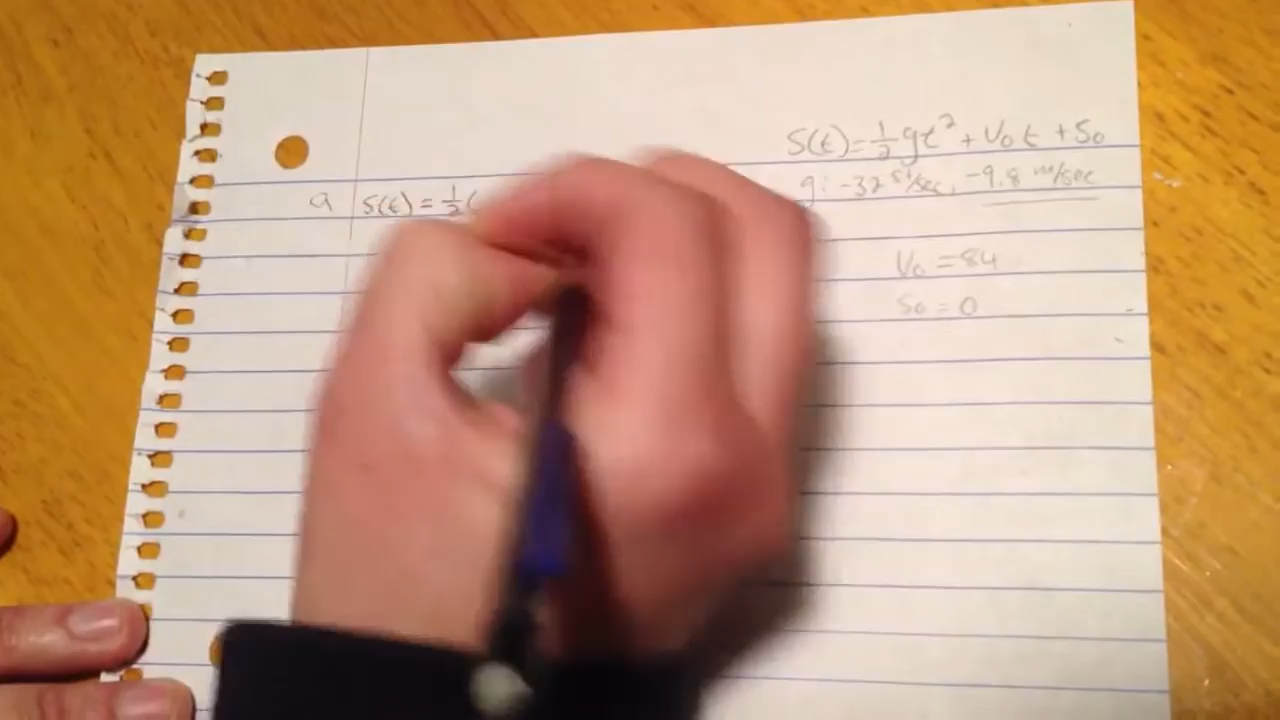 S(t)=½gt²+V₀t+S₀
g: -32 ft/sec, -9.8 m/sec
a S(t)=½(
V₀=84
S₀=0